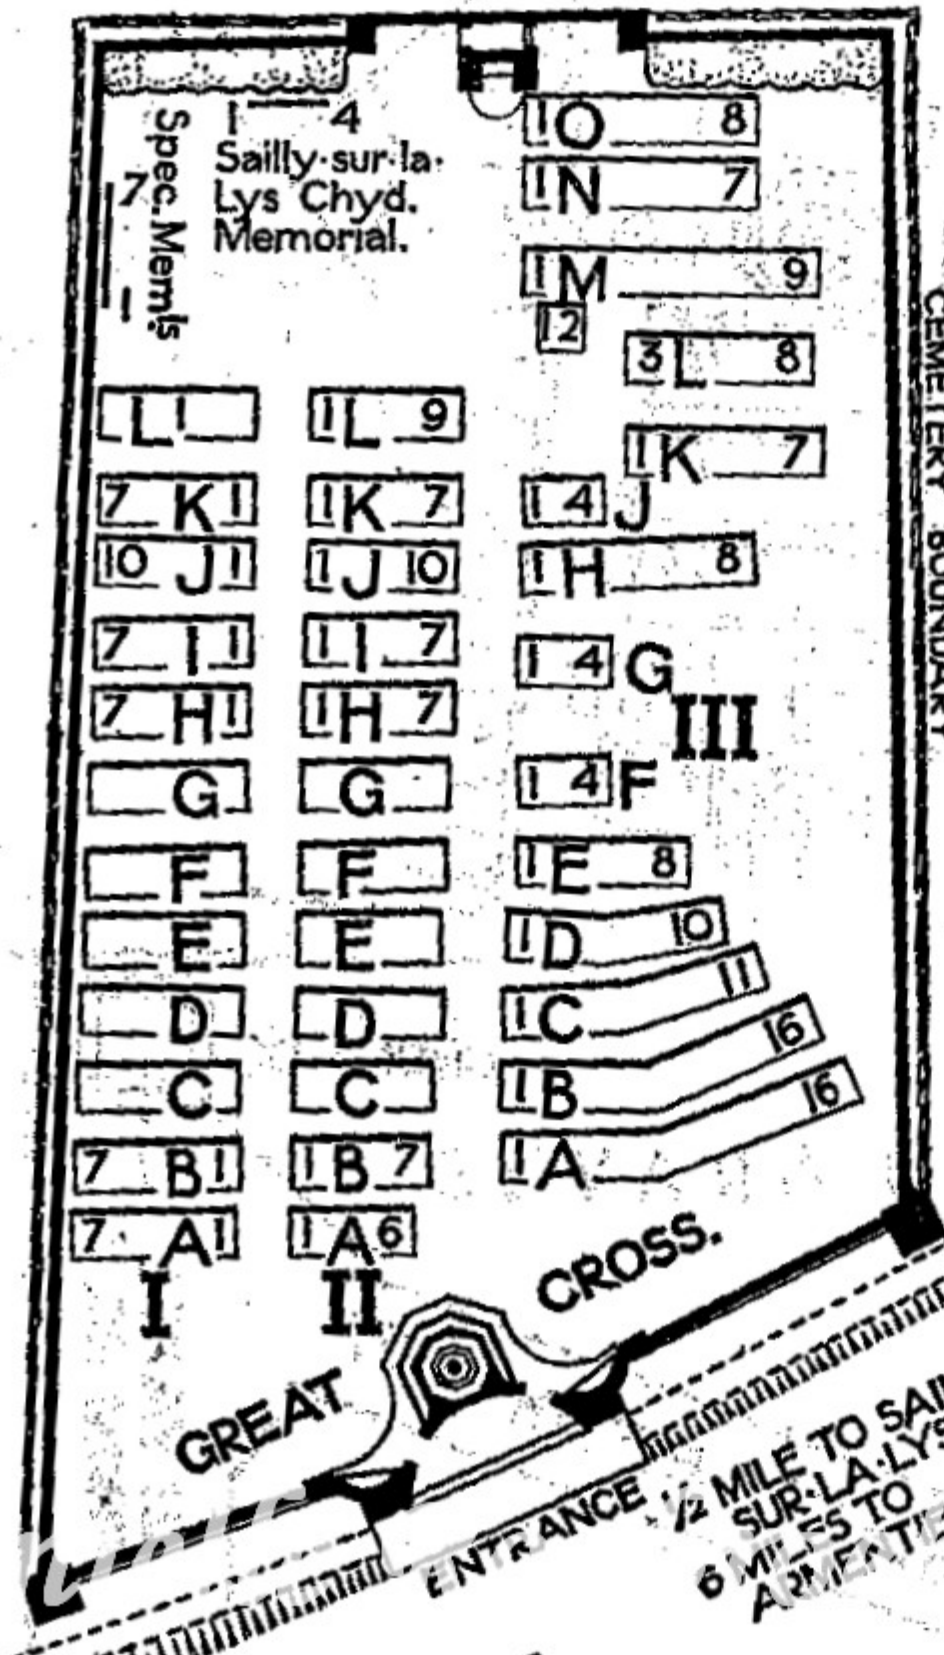 1 O 8
1 4
Sailly·sur·la·
Lys Chyd.
Memorial.
Spec. Mem!s
7 1
1 N 7
1 M 9
1 2
3 L 8
L 1
1 L 9
1 K 7
7 K 1
1 K 7
1 4 J
10 J 1
1 J 10
1 H 8
7 I 1
1 I 7
1 4 G
7 H 1
1 H 7
III
G
G
1 4 F
F
F
1 E 8
E
E
1 D 10
D
D
1 C 11
C
C
1 B 16
7 B 1
1 B 7
1 A 16
7 A 1
1 A 6
I
II
GREAT CROSS.
ENTRANCE
½ MILE TO
SUR·LA·LYS
6 MILES TO
CEMETERY BOUNDARY